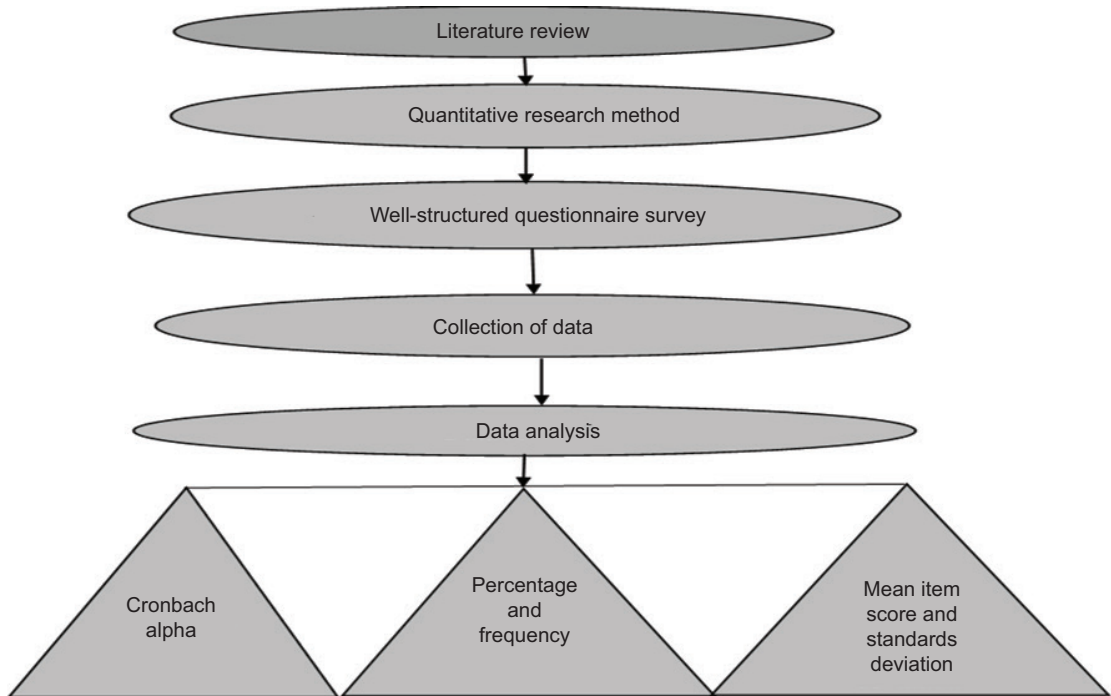 Literature review
Quantitative research method
Well-structured questionnaire survey
Collection of data
Data analysis
Cronbach
alpha
Percentage
and
frequency
Mean item
score and
standards
deviation